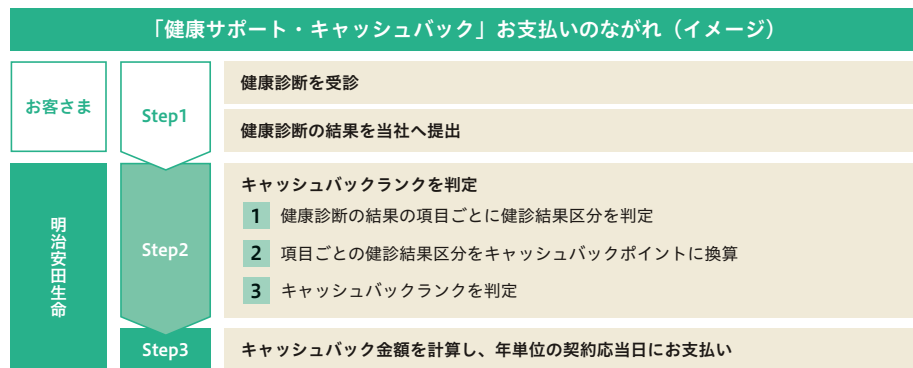 「健康サポート・キャッシュバック」お支払いのながれ（イメージ）
お客さま
Step1
健康診断を受診
健康診断の結果を当社へ提出
明治安田生命
Step2
キャッシュバックランクを判定
1 健康診断の結果の項目ごとに健診結果区分を判定
2 項目ごとの健診結果区分をキャッシュバックポイントに換算
3 キャッシュバックランクを判定
Step3
キャッシュバック金額を計算し、年単位の契約応当日にお支払い